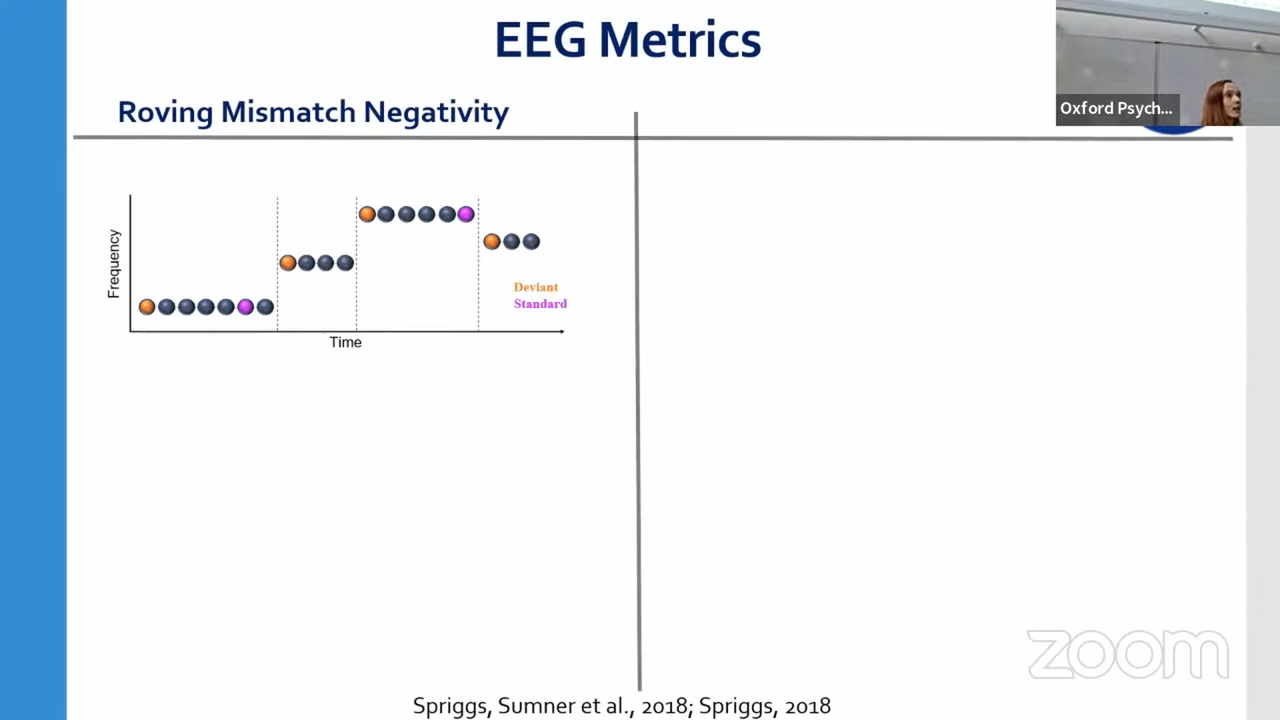 EEG Metrics
Oxford Psych...
Roving Mismatch Negativity
Frequency
Deviant
Standard
Time
zoom
Spriggs, Sumner et al., 2018; Spriggs, 2018